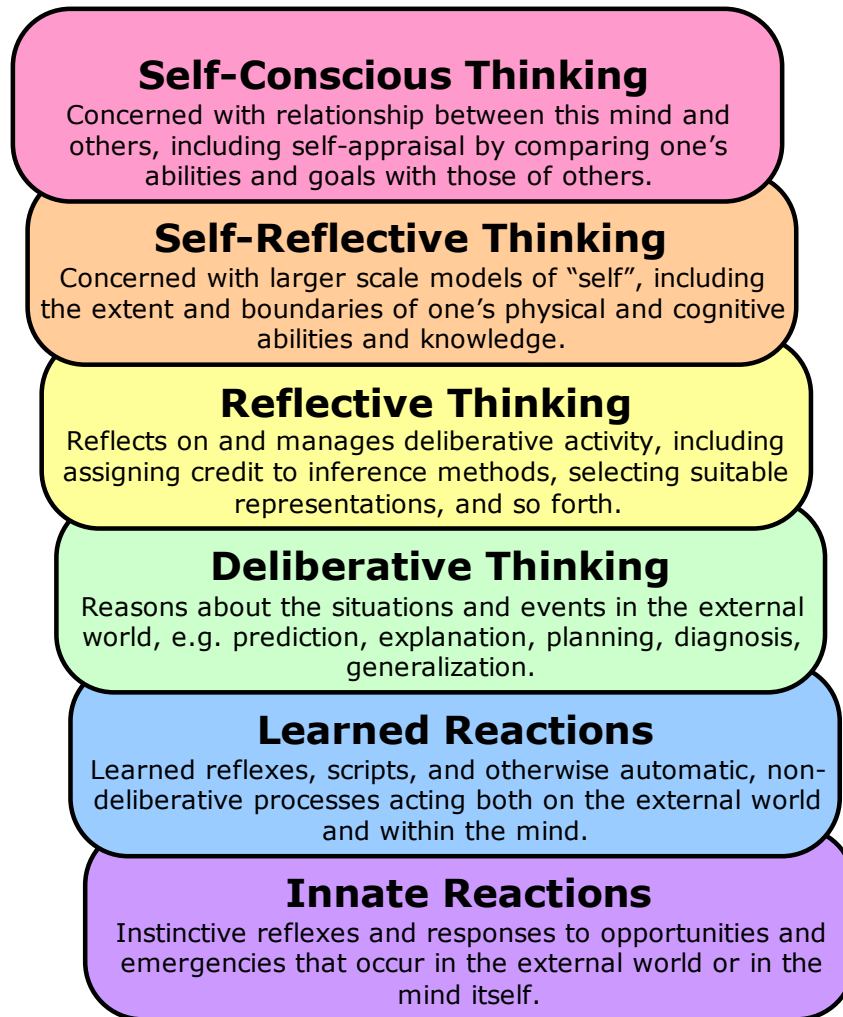 Self-Conscious Thinking
Concerned with relationship between this mind and
others, including self-appraisal by comparing one’s
abilities and goals with those of others.
Self-Reflective Thinking
Concerned with larger scale models of “self”, including
the extent and boundaries of one’s physical and cognitive
abilities and knowledge.
Reflective Thinking
Reflects on and manages deliberative activity, including
assigning credit to inference methods, selecting suitable
representations, and so forth.
Deliberative Thinking
Reasons about the situations and events in the external
world, e.g. prediction, explanation, planning, diagnosis,
generalization.
Learned Reactions
Learned reflexes, scripts, and otherwise automatic, non-
deliberative processes acting both on the external world
and within the mind.
Innate Reactions
Instinctive reflexes and responses to opportunities and
emergencies that occur in the external world or in the
mind itself.